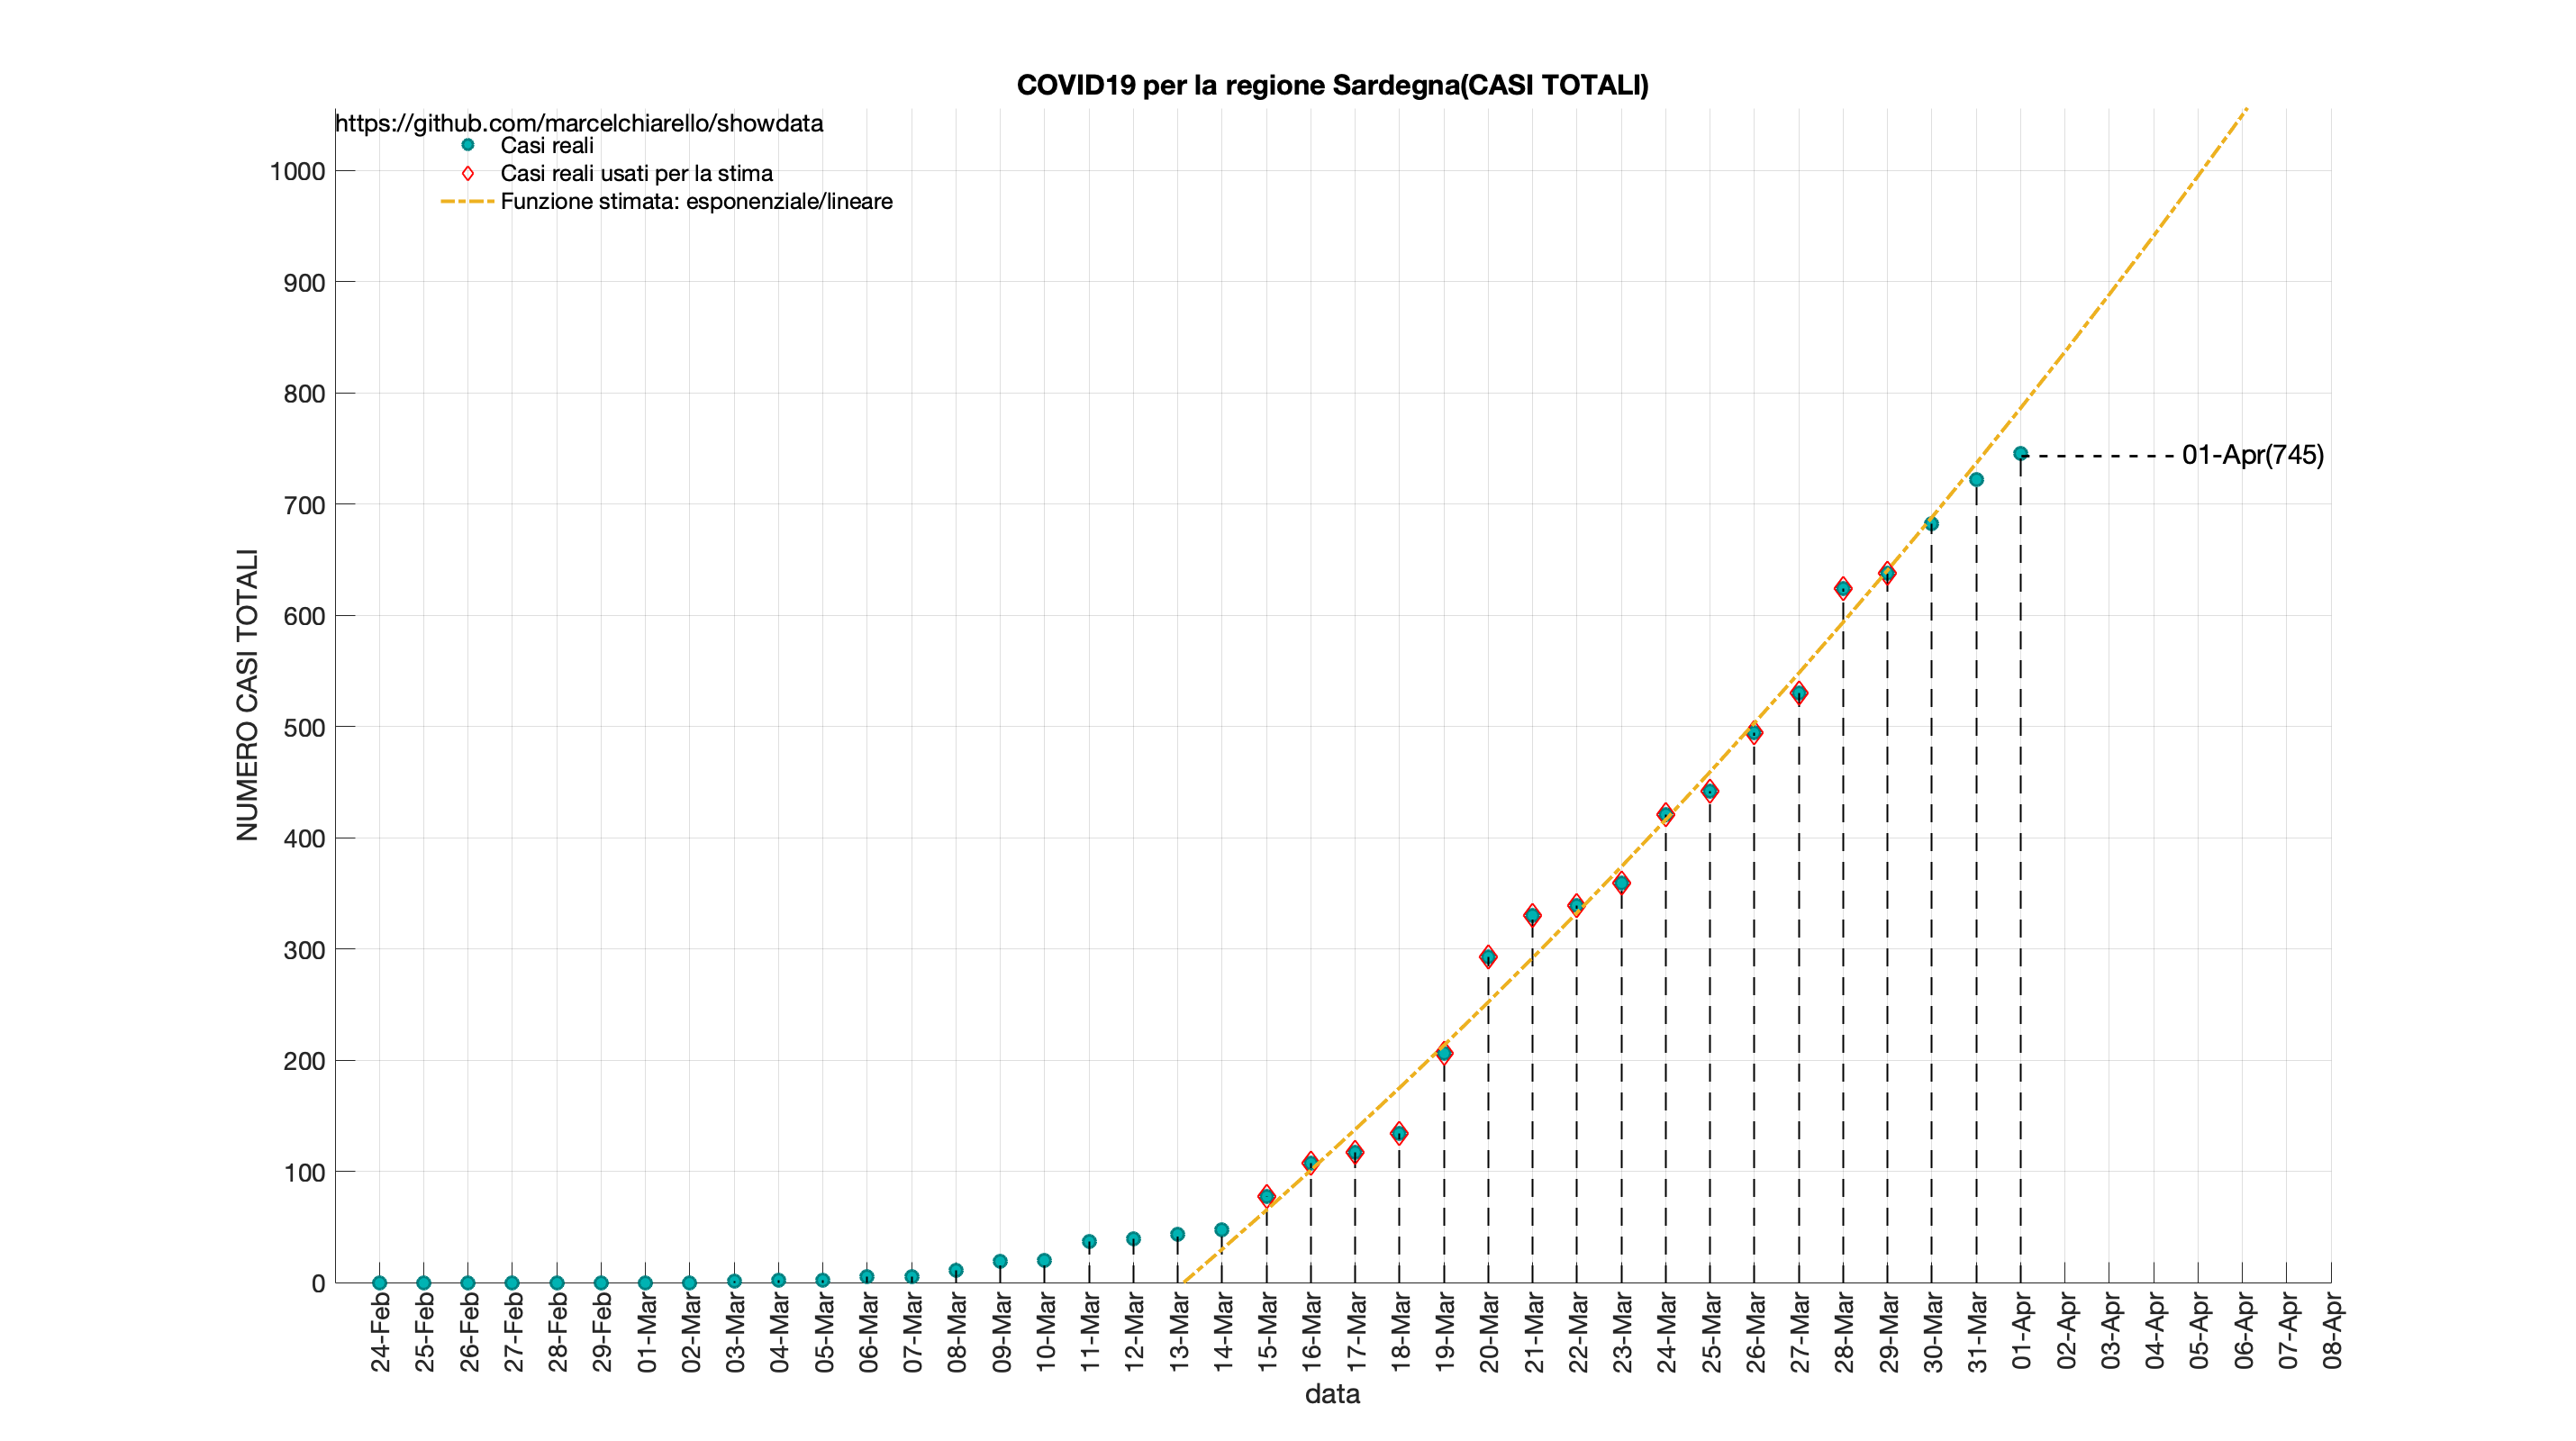 COVID19 per la regione Sardegna(CASI TOTALI)
https://github.com/marcelchiarello/showdata
Casi reali
Casi reali usati per la stima
Funzione stimata: esponenziale/lineare
1000
900
800
700
600
500
400
300
200
100
0
NUMERO CASI TOTALI
01-Apr(745)
24-Feb
25-Feb
26-Feb
27-Feb
28-Feb
29-Feb
01-Mar
02-Mar
03-Mar
04-Mar
05-Mar
06-Mar
07-Mar
08-Mar
09-Mar
10-Mar
11-Mar
12-Mar
13-Mar
14-Mar
15-Mar
16-Mar
17-Mar
18-Mar
19-Mar
20-Mar
21-Mar
22-Mar
23-Mar
24-Mar
25-Mar
26-Mar
27-Mar
28-Mar
29-Mar
30-Mar
31-Mar
01-Apr
02-Apr
03-Apr
04-Apr
05-Apr
06-Apr
07-Apr
08-Apr
data